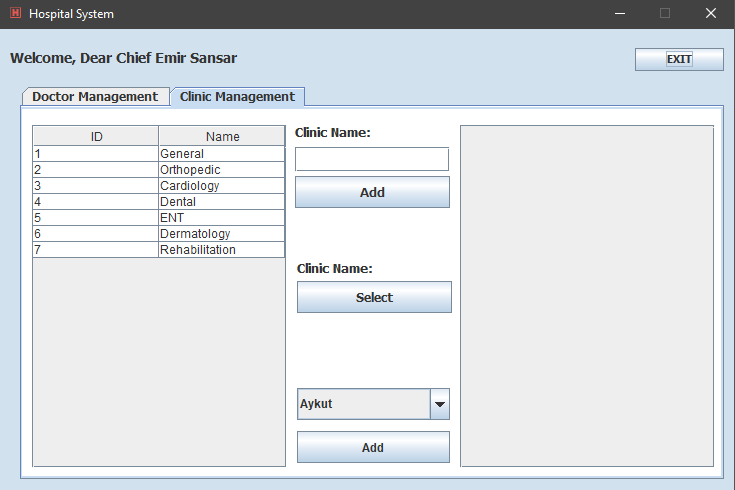 H Hospital System
Welcome, Dear Chief Emir Sansar
EXIT
Doctor Management Clinic Management
ID Name
1 General
2 Orthopedic
3 Cardiology
4 Dental
5 ENT
6 Dermatology
7 Rehabilitation
Clinic Name:
Add
Clinic Name:
Select
Aykut
Add